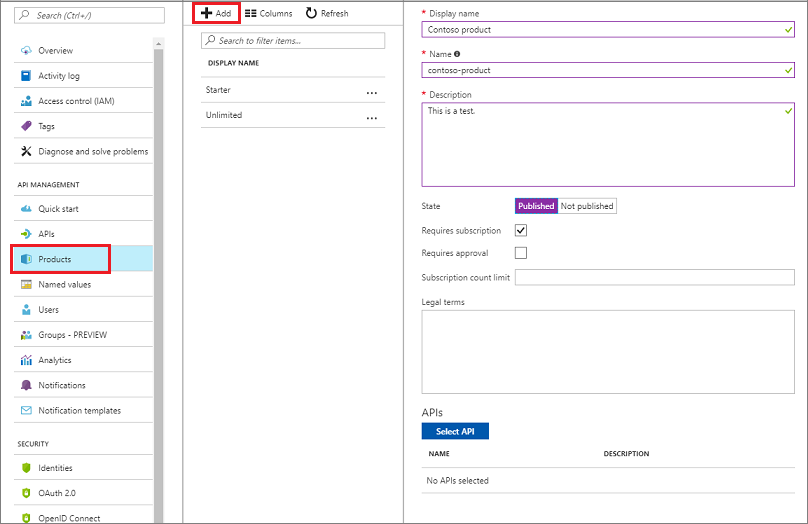 Search (Ctrl+/)
Overview
Activity log
Access control (IAM)
Tags
Diagnose and solve problems
API MANAGEMENT
Quick start
APIs
Products
Named values
Users
Groups - PREVIEW
Analytics
Notifications
Notification templates
SECURITY
Identities
OAuth 2.0
OpenID Connect
Add Columns Refresh
Search to filter items...
DISPLAY NAME
Starter ...
Unlimited ...
* Display name
Contoso product
* Name
contoso-product
* Description
This is a test.
State Published Not published
Requires subscription
Requires approval
Subscription count limit
Legal terms
APIs
Select API
NAME DESCRIPTION
No APIs selected